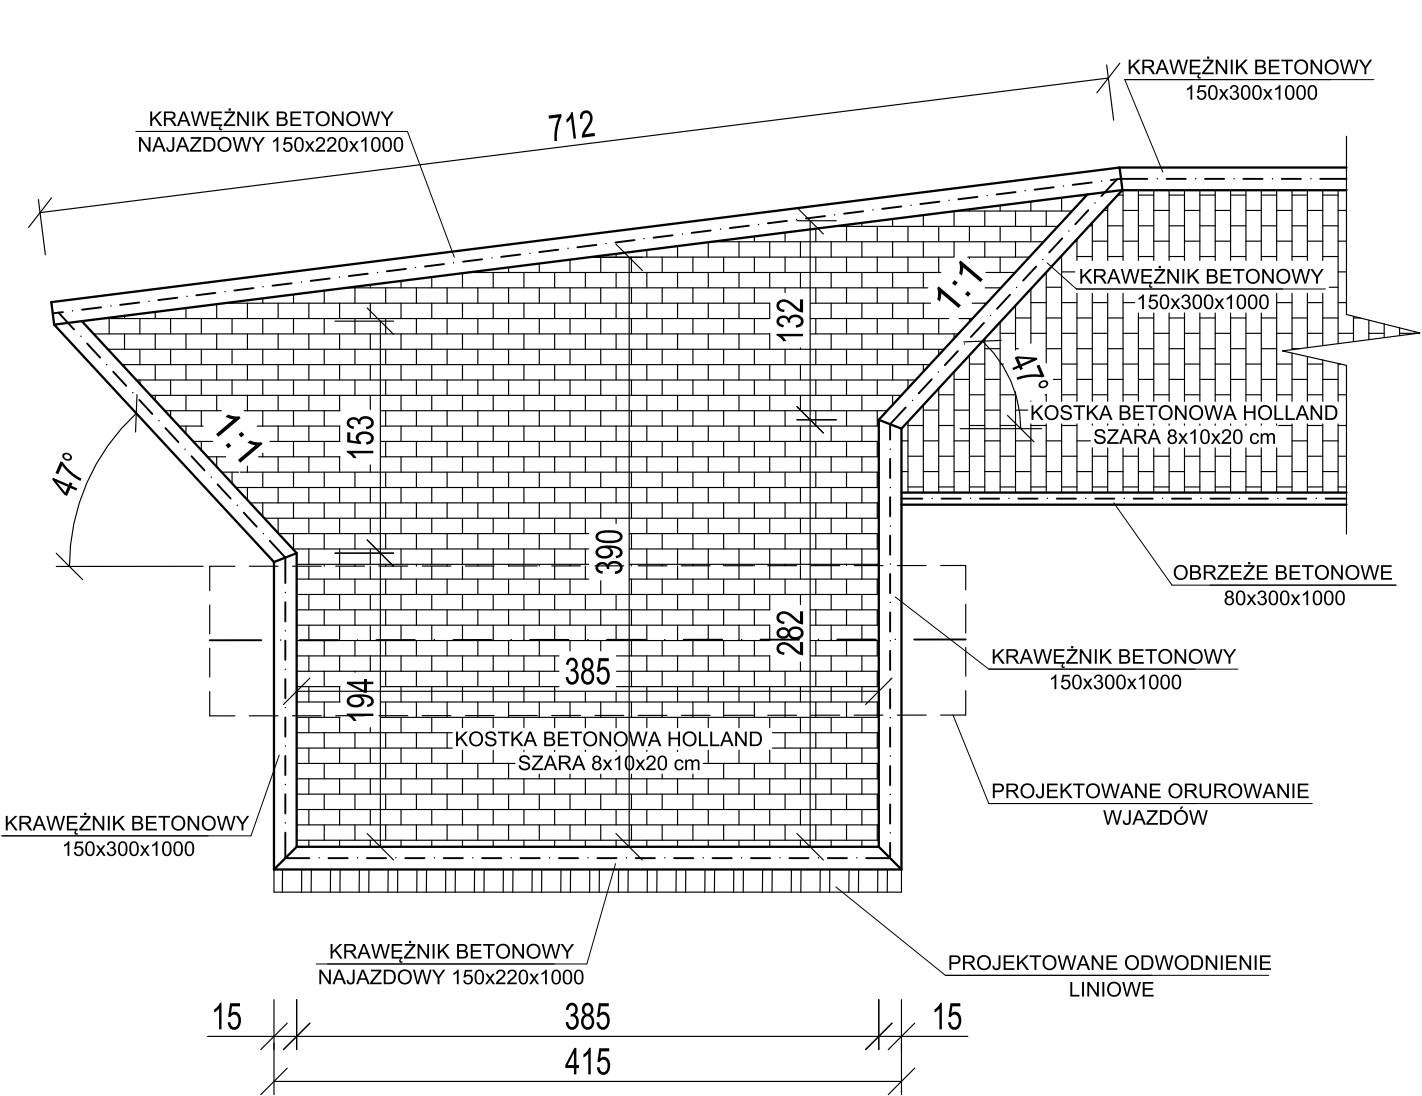 KRAWĘŻNIK BETONOWY
150x300x1000
KRAWĘŻNIK BETONOWY
NAJAZDOWY 150x220x1000
712
KRAWĘŻNIK BETONOWY
150x300x1000
1:1
132
47°
KOSTKA BETONOWA HOLLAND
SZARA 8x10x20 cm
1:1
153
47°
390
OBRZEŻE BETONOWE
80x300x1000
282
KRAWĘŻNIK BETONOWY
150x300x1000
385
194
KOSTKA BETONOWA HOLLAND
SZARA 8x10x20 cm
PROJEKTOWANE ORUROWANIE
WJAZDÓW
KRAWĘŻNIK BETONOWY
150x300x1000
KRAWĘŻNIK BETONOWY
NAJAZDOWY 150x220x1000
PROJEKTOWANE ODWODNIENIE
LINIOWE
15
385
15
415